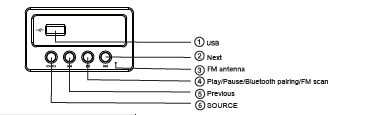 ① USB
② Next
③ FM antenna
④ Play/Pause/Bluetooth pairing/FM scan
⑤ Previous
⑥ SOURCE